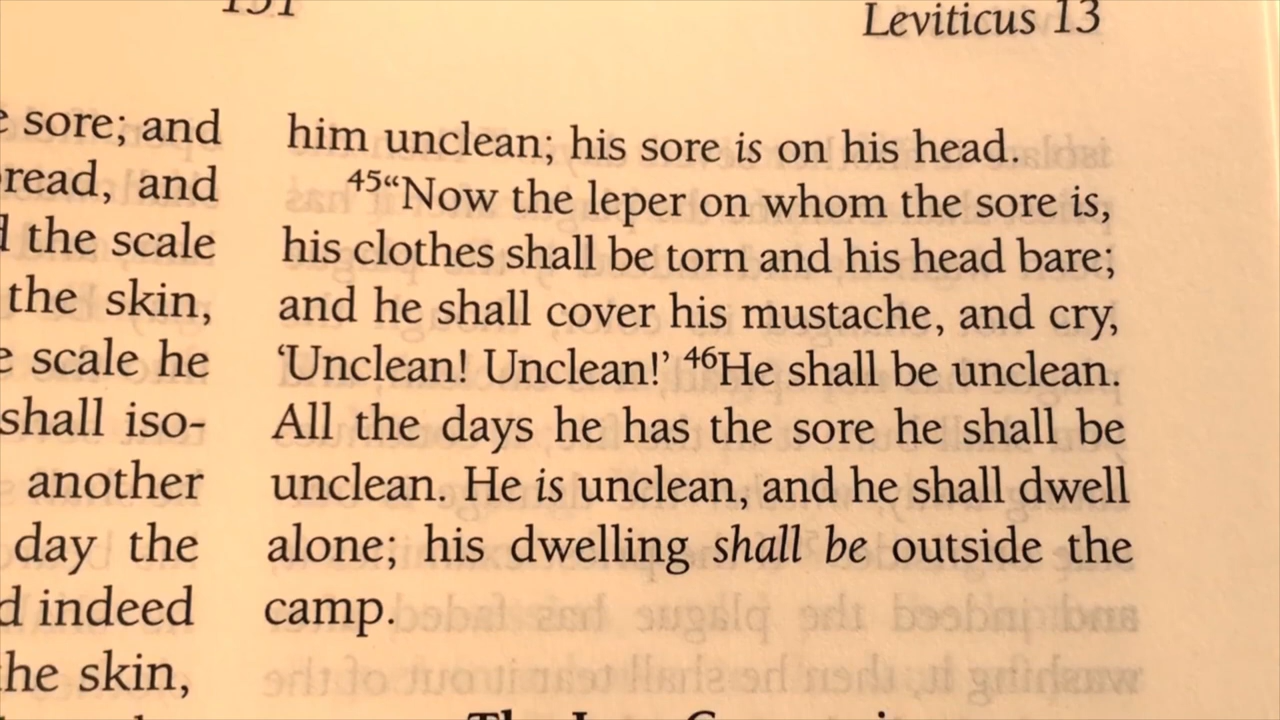 151
Leviticus 13
sore; and
and
the scale
the skin,
scale he
shall iso-
another
day the
indeed
skin,
him unclean; his sore is on his head.
45“Now the leper on whom the sore is,
his clothes shall be torn and his head bare;
and he shall cover his mustache, and cry,
‘Unclean! Unclean!’ 46He shall be unclean.
All the days he has the sore he shall be
unclean. He is unclean, and he shall dwell
alone; his dwelling shall be outside the
camp.
The Law